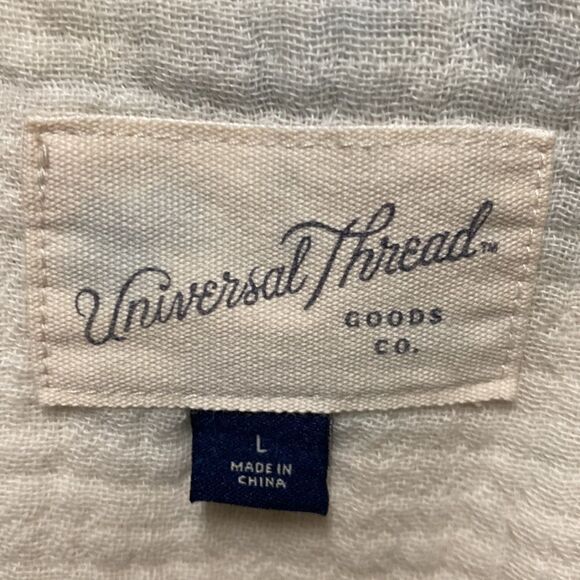 Universal Thread™
GOODS
CO.
L
MADE IN
CHINA